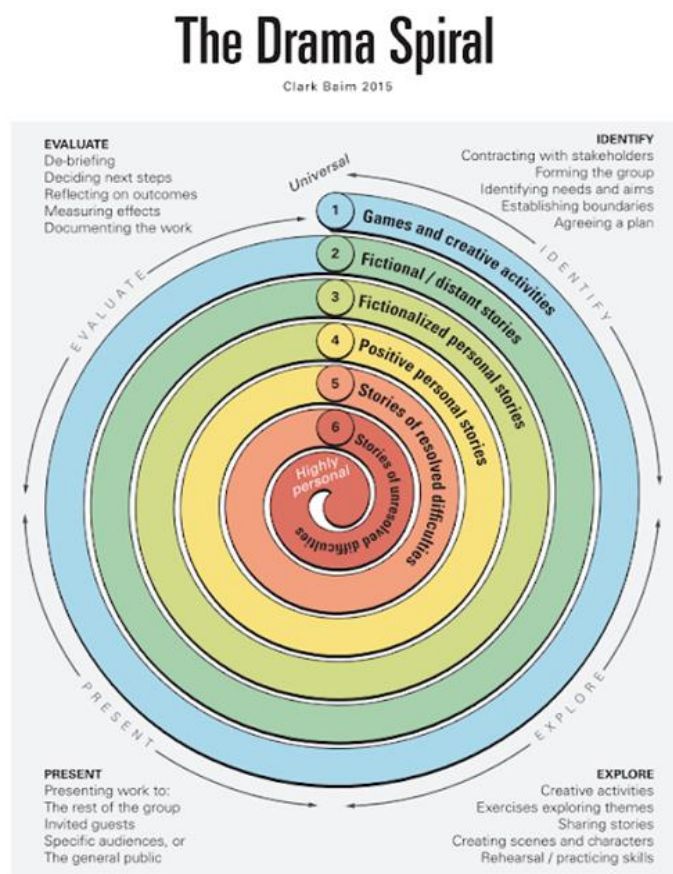 The Drama Spiral
Clark Baim 2015
EVALUATE
De-briefing
Deciding next steps
Reflecting on outcomes
Measuring effects
Documenting the work
IDENTIFY
Contracting with stakeholders
Forming the group
Identifying needs and aims
Establishing boundaries
Agreeing a plan
Universal
1 Games and creative activities
2 Fictional / distant stories
3 Fictionalized personal stories
4 Positive personal stories
5 Stories of resolved difficulties
6 Stories of unresolved difficulties
Highly
personal
EVALUATE
IDENTIFY
PRESENT
EXPLORE
PRESENT
Presenting work to:
The rest of the group
Invited guests
Specific audiences, or
The general public
EXPLORE
Creative activities
Exercises exploring themes
Sharing stories
Creating scenes and characters
Rehearsal / practicing skills